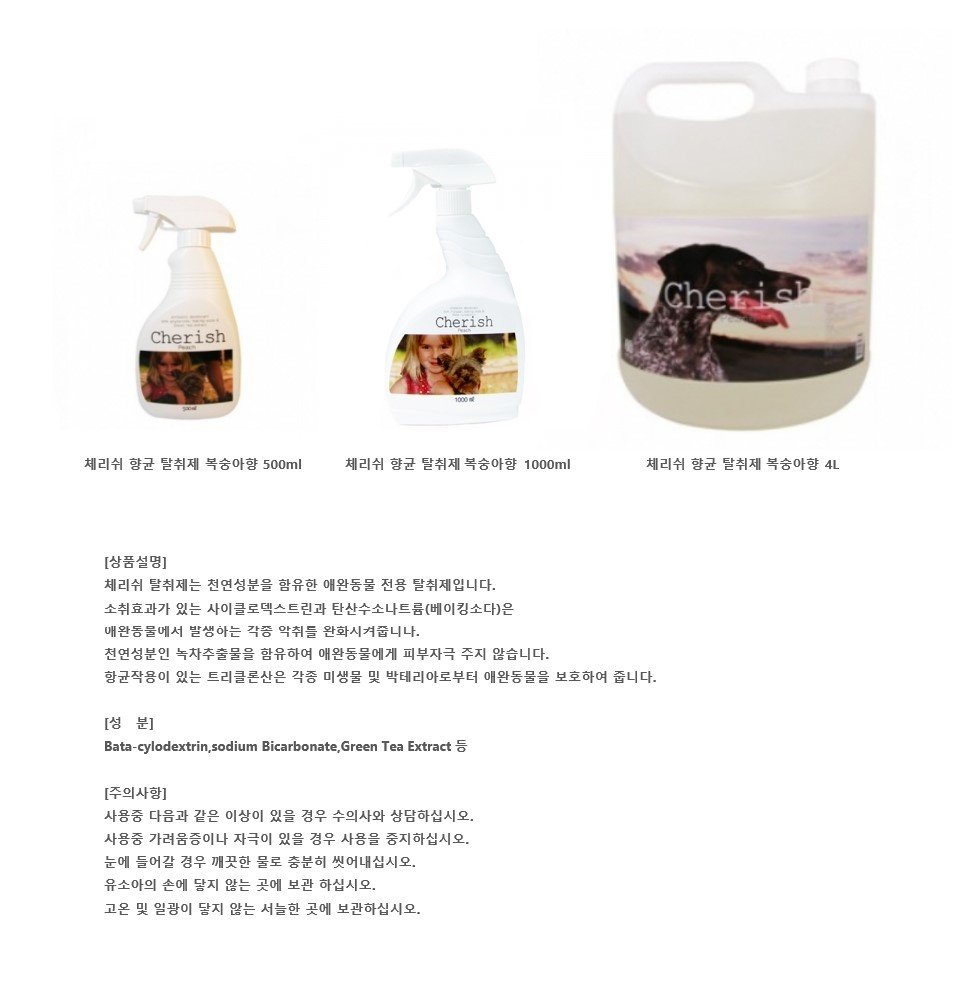 Cherish
Peach
500 ml
Cherish
Peach
1000 ml
Cherish
체리쉬 향균 탈취제 복숭아향 500ml
체리쉬 향균 탈취제 복숭아향 1000ml
체리쉬 향균 탈취제 복숭아향 4L
[상품설명]
체리쉬 탈취제는 천연성분을 함유한 애완동물 전용 탈취제입니다.
소취효과가 있는 사이클로덱스트린과 탄산수소나트륨(베이킹소다)은
애완동물에서 발생하는 각종 악취를 완화시켜줍니다.
천연성분인 녹차추출물을 함유하여 애완동물에게 피부자극 주지 않습니다.
항균작용이 있는 트리클론산은 각종 미생물 및 박테리아로부터 애완동물을 보호하여 줍니다.
[성 분]
Bata-cylodextrin,sodium Bicarbonate,Green Tea Extract 등
[주의사항]
사용중 다음과 같은 이상이 있을 경우 수의사와 상담하십시오.
사용중 가려움증이나 자극이 있을 경우 사용을 중지하십시오.
눈에 들어갈 경우 깨끗한 물로 충분히 씻어내십시오.
유소아의 손에 닿지 않는 곳에 보관 하십시오.
고온 및 일광이 닿지 않는 서늘한 곳에 보관하십시오.